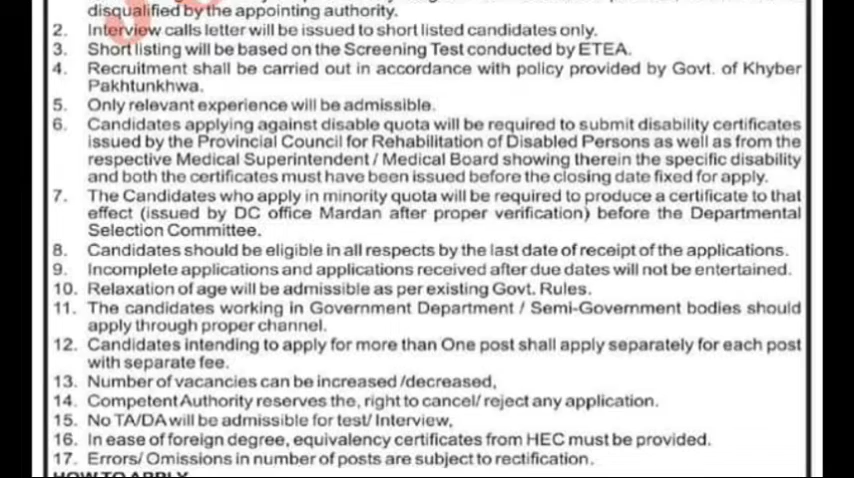 disqualified by the appointing authority.
2. Interview calls letter will be issued to short listed candidates only.
3. Short listing will be based on the Screening Test conducted by ETEA.
4. Recruitment shall be carried out in accordance with policy provided by Govt. of Khyber
Pakhtunkhwa.
5. Only relevant experience will be admissible.
6. Candidates applying against disable quota will be required to submit disability certificates
issued by the Provincial Council for Rehabilitation of Disabled Persons as well as from the
respective Medical Superintendent / Medical Board showing therein the specific disability
and both the certificates must have been issued before the closing date fixed for apply.
7. The Candidates who apply in minority quota will be required to produce a certificate to that
effect (issued by DC office Mardan after proper verification) before the Departmental
Selection Committee.
8. Candidates should be eligible in all respects by the last date of receipt of the applications.
9. Incomplete applications and applications received after due dates will not be entertained.
10. Relaxation of age will be admissible as per existing Govt. Rules.
11. The candidates working in Government Department / Semi-Government bodies should
apply through proper channel.
12. Candidates intending to apply for more than One post shall apply separately for each post
with separate fee.
13. Number of vacancies can be increased /decreased,
14. Competent Authority reserves the, right to cancel/ reject any application.
15. No TA/DA will be admissible for test/ Interview,
16. In ease of foreign degree, equivalency certificates from HEC must be provided.
17. Errors/ Omissions in number of posts are subject to rectification.
HOW TO APPLY